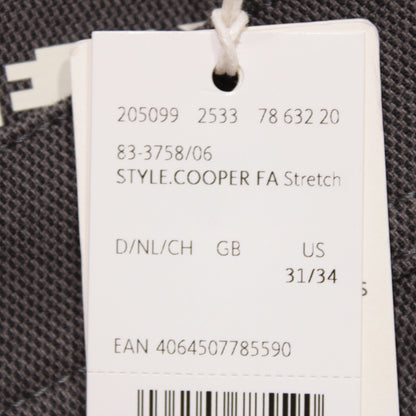 205099 2533 78 632 20
83-3758/06
STYLE.COOPER FA Stretch
D/NL/CH GB US
31/34
S
EAN 4064507785590